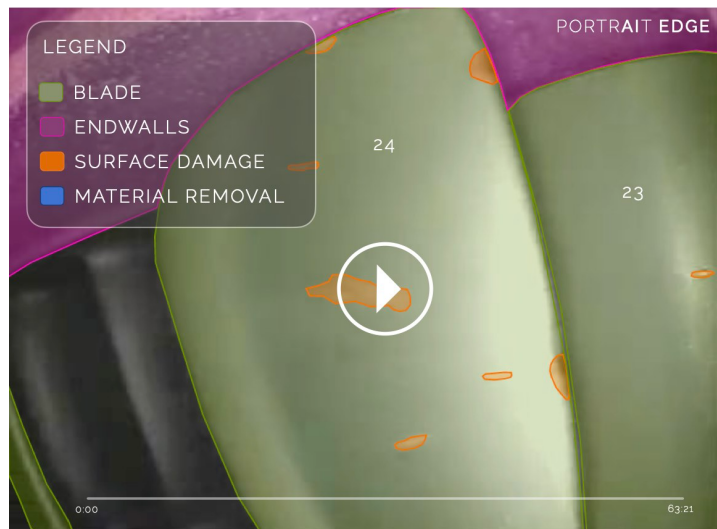 PORTRAIT EDGE
LEGEND
BLADE
ENDWALLS
SURFACE DAMAGE
MATERIAL REMOVAL
24
23
0:00
63:21